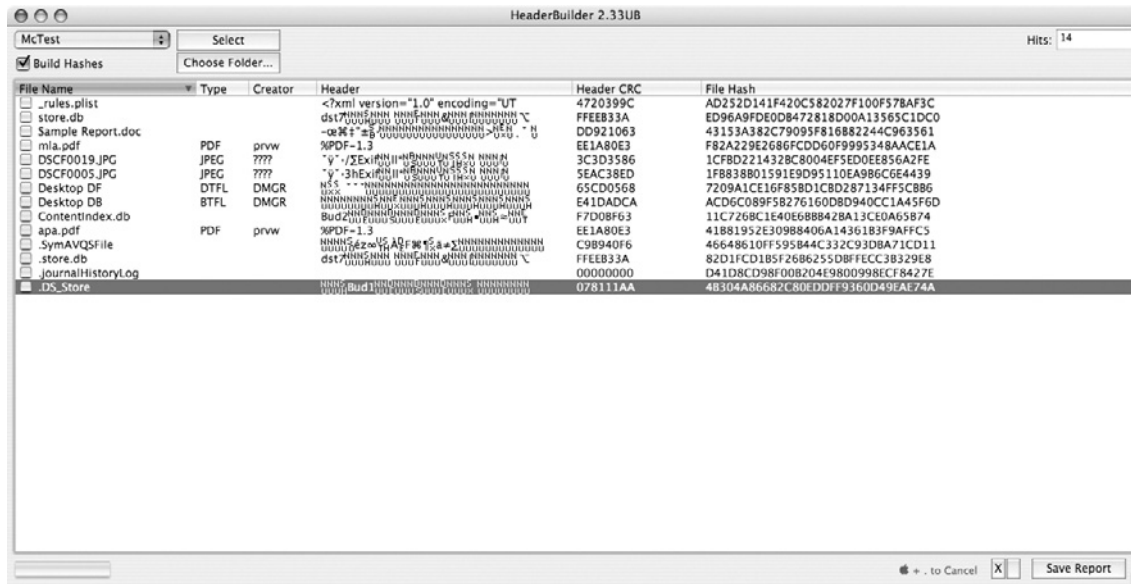 HeaderBuilder 2.33UB
McTest Select Hits: 14
Build Hashes Choose Folder...
File Name Type Creator Header Header CRC File Hash
_rules.plist <?xml version="1.0" encoding="UT 4720399C AD252D141F420C582027F100F57BAF3C
store.db FFEEB33A ED96A9FDE0DB472818D00A13565C1DC0
Sample Report.doc DD921063 43153A382C79095F816B82244C963561
mla.pdf PDF prvw %PDF-1.3 EE1A80E3 F82A229E2686FCDD60F9995348AACE1A
DSCF0019.JPG JPEG ???? 3C3D3586 1CFBD221432BC8004EF5ED0EE856A2FE
DSCF0005.JPG JPEG ???? 5EAC38ED 1FB838B01591E9D95110EA9B6C6E4439
Desktop DF DTFL DMGR 65CD0568 7209A1CE16F85BD1CBD287134FF5CBB6
Desktop DB BTFL DMGR E41DADCA ACD6C089F5B276160DBD940CC1A45F6D
ContentIndex.db F7D0BF63 11C726BC1E40E6BBB42BA13CE0A65B74
apa.pdf PDF prvw %PDF-1.3 EE1A80E3 41B81952E309B8406A14361B3F9AFFC5
.SymAVQSFile C9B940F6 46648610FF595B44C332C93DBA71CD11
.store.db FFEEB33A 82D1FCD1B5F26B6255DBFFECC3B329E8
.journalHistoryLog 00000000 D41D8CD98F00B204E9800998ECF8427E
.DS_Store 078111AA 4B304A86682C80EDDFF9360D49EAE74A
+ . to Cancel X Save Report